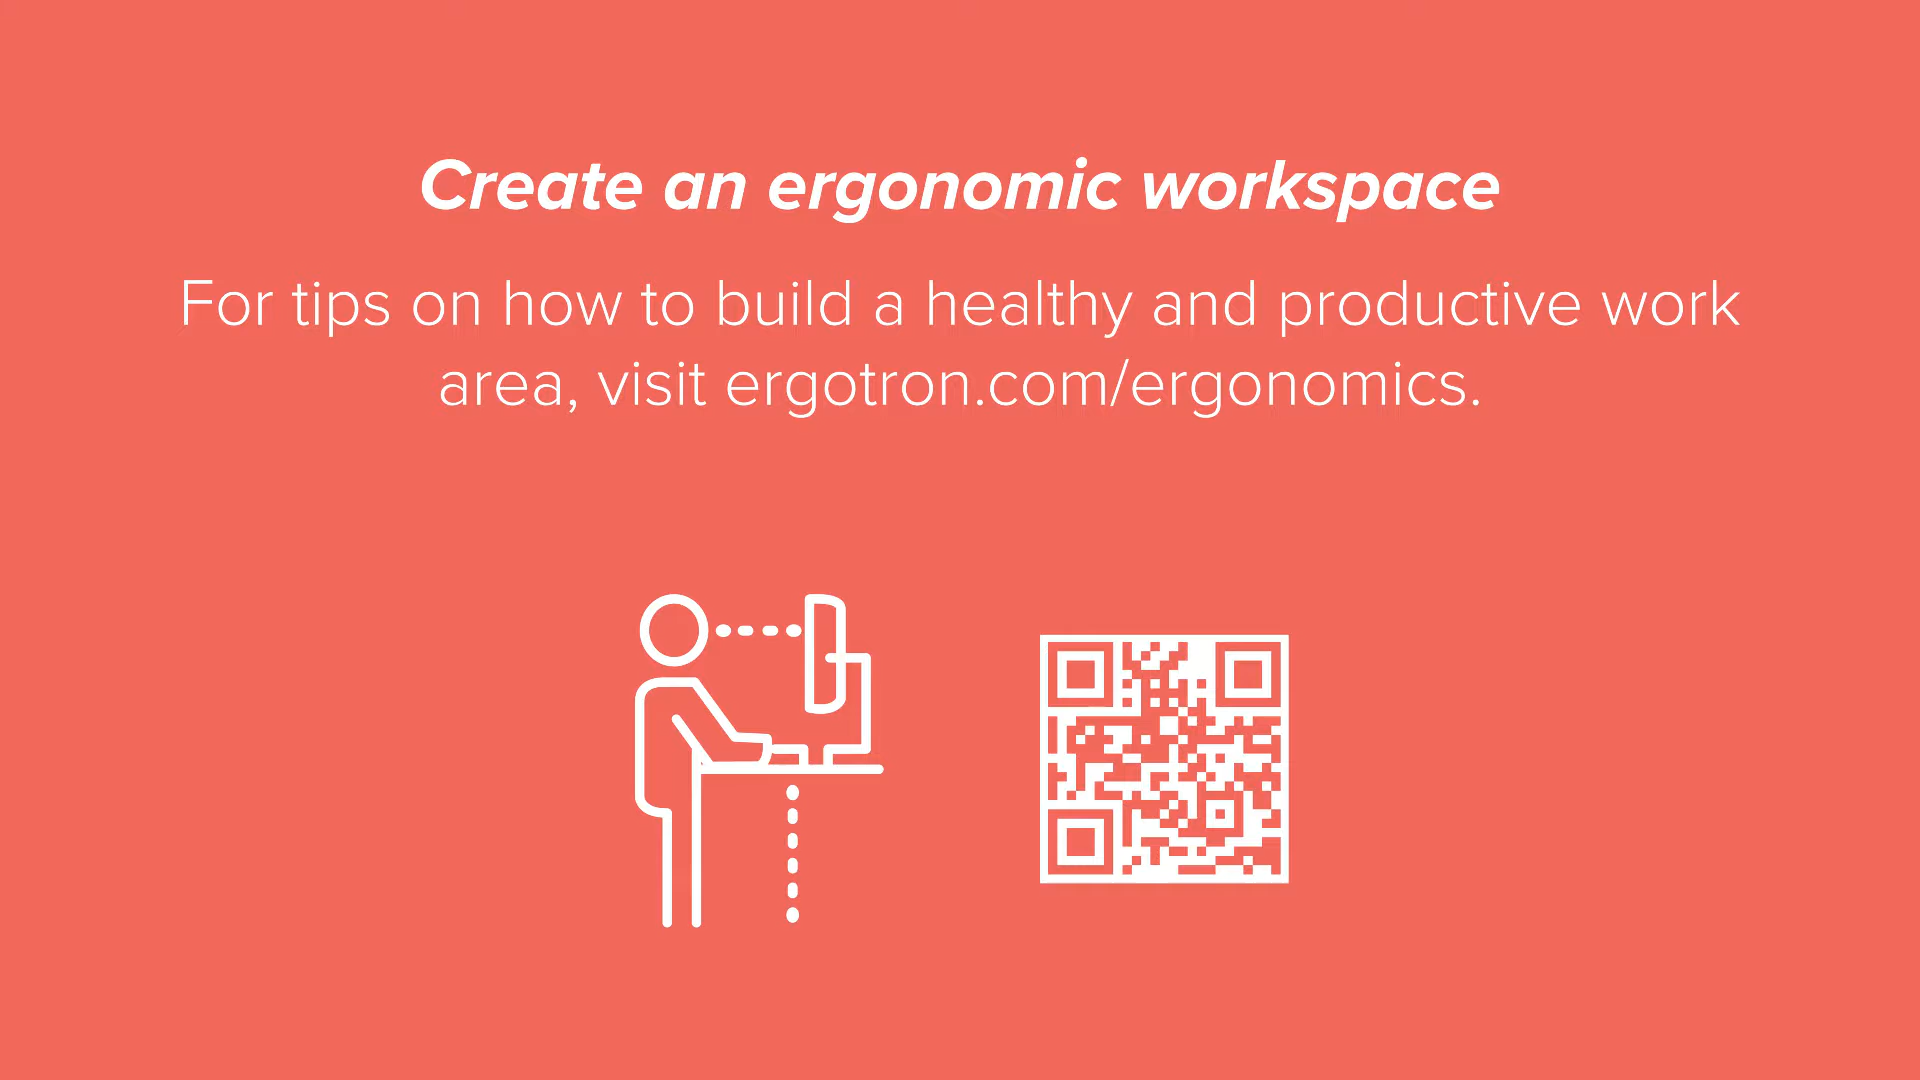 Create an ergonomic workspace
For tips on how to build a healthy and productive work
area, visit ergotron.com/ergonomics.